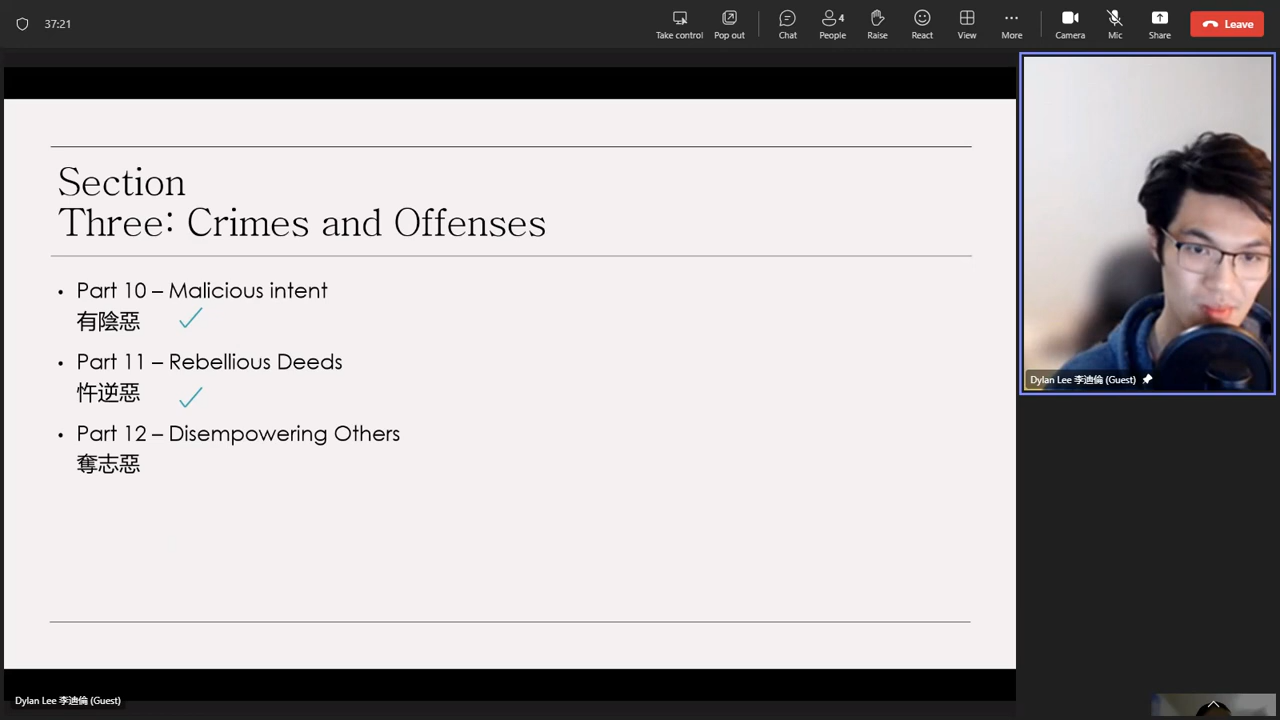 37:21
Take control
Pop out
Chat
4
People
Raise
React
View
More
Camera
Mic
Share
Leave
Section
Three: Crimes and Offenses
• Part 10 – Malicious intent
有陰惡
• Part 11 – Rebellious Deeds
忤逆惡
• Part 12 – Disempowering Others
奪志惡
Dylan Lee 李迪倫 (Guest)
Dylan Lee 李迪倫 (Guest)